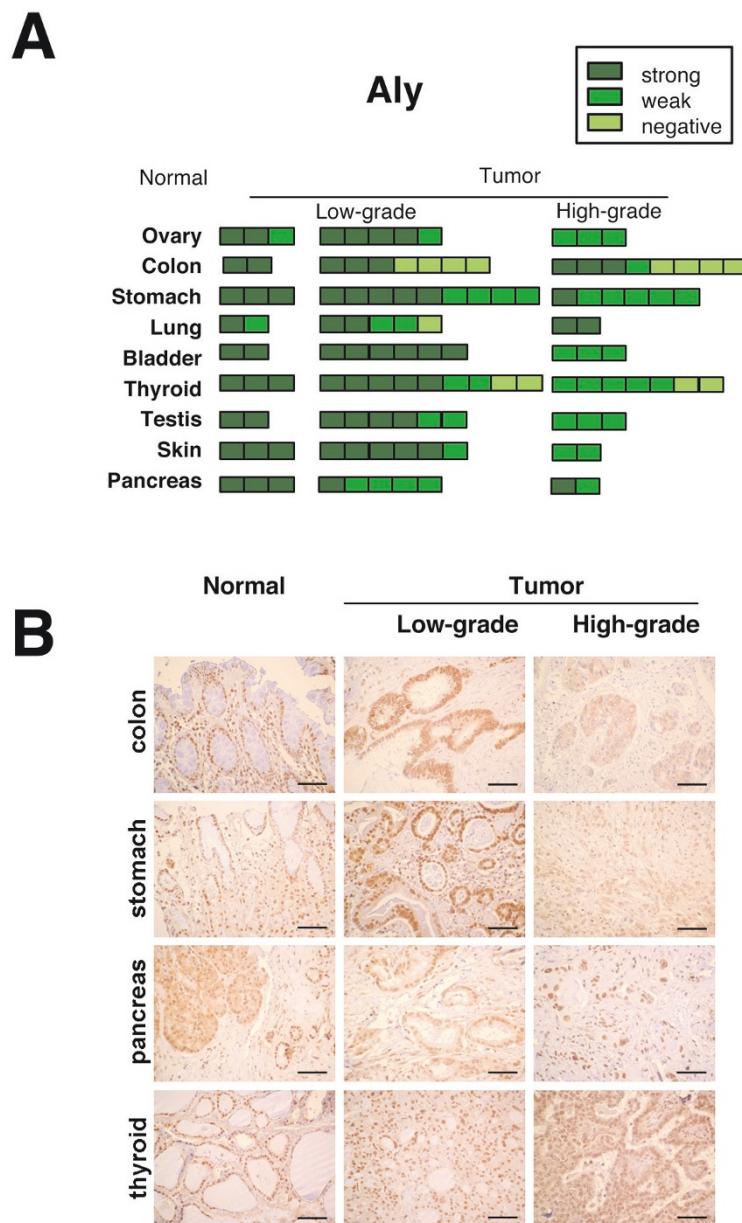 A
Aly
strong
weak
negative
Normal
Tumor
Low-grade
High-grade
Ovary
Colon
Stomach
Lung
Bladder
Thyroid
Testis
Skin
Pancreas
B
Normal
Tumor
Low-grade
High-grade
colon
stomach
pancreas
thyroid